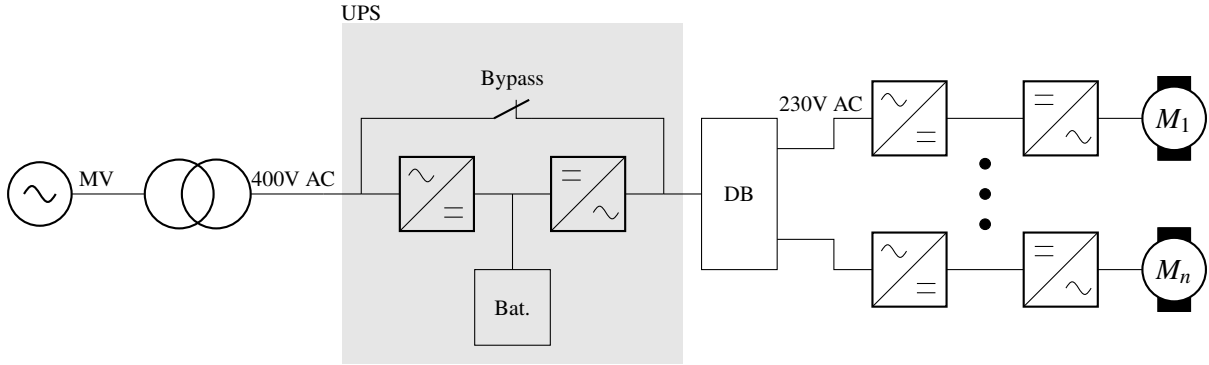 UPS
Bypass
230V AC
M1
MV
400V AC
DB
Bat.
Mn